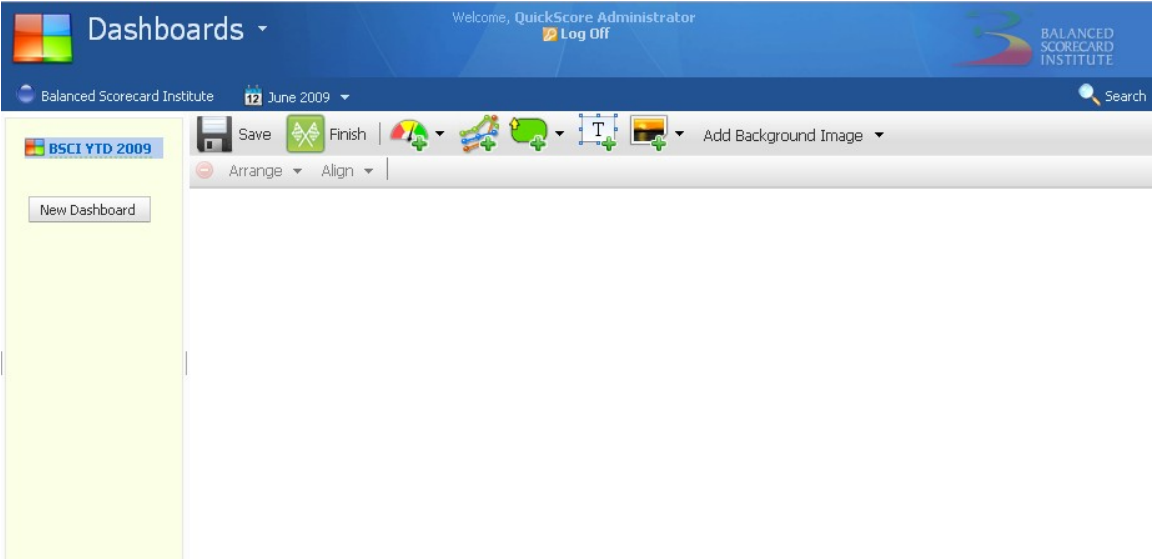 Dashboards
Welcome, QuickScore Administrator
Log Off
BALANCED
SCORECARD
INSTITUTE
Balanced Scorecard Institute
12 June 2009
Search
BSCI YTD 2009
Save Finish T Add Background Image
Arrange Align
New Dashboard